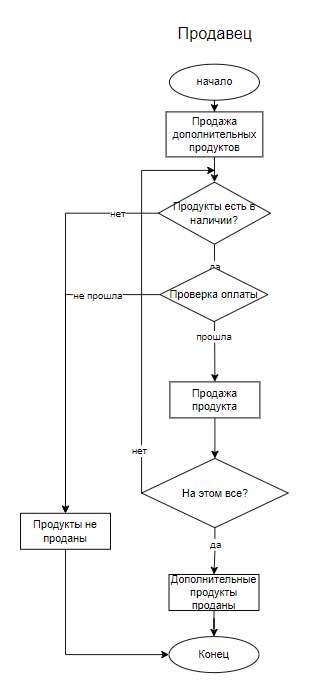 Продавец
начало
Продажа
дополнительных
продуктов
Продукты есть в
наличии?
нет
да
не прошла
Проверка оплаты
прошла
Продажа
продукта
нет
На этом все?
Продукты не
проданы
да
Дополнительные
продукты
проданы
Конец